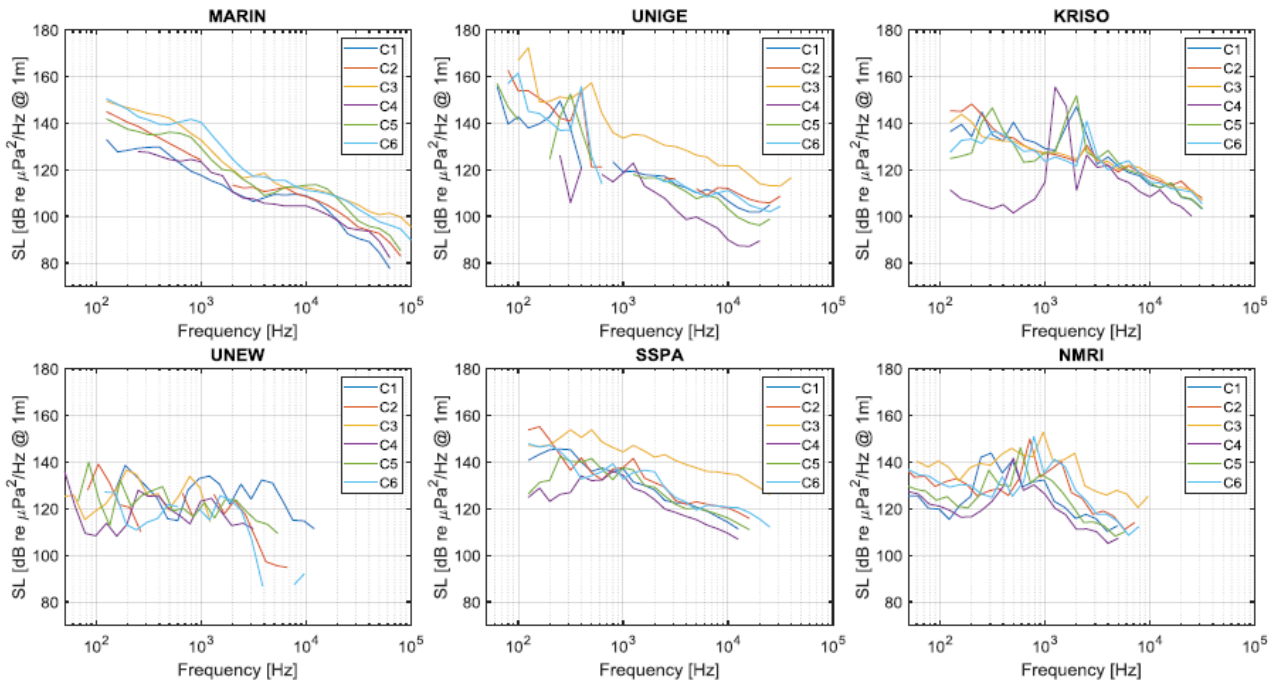 MARIN
180
160
140
120
100
80
SL [dB re μPa²/Hz @ 1m]
10² 10³ 10⁴ 10⁵
Frequency [Hz]
C1
C2
C3
C4
C5
C6
UNIGE
180
160
140
120
100
80
SL [dB re μPa²/Hz @ 1m]
10² 10³ 10⁴ 10⁵
Frequency [Hz]
C1
C2
C3
C4
C5
C6
KRISO
180
160
140
120
100
80
SL [dB re μPa²/Hz @ 1m]
10² 10³ 10⁴ 10⁵
Frequency [Hz]
C1
C2
C3
C4
C5
C6
UNEW
180
160
140
120
100
80
SL [dB re μPa²/Hz @ 1m]
10² 10³ 10⁴ 10⁵
Frequency [Hz]
C1
C2
C3
C4
C5
C6
SSPA
180
160
140
120
100
80
SL [dB re μPa²/Hz @ 1m]
10² 10³ 10⁴ 10⁵
Frequency [Hz]
C1
C2
C3
C4
C5
C6
NMRI
180
160
140
120
100
80
SL [dB re μPa²/Hz @ 1m]
10² 10³ 10⁴ 10⁵
Frequency [Hz]
C1
C2
C3
C4
C5
C6